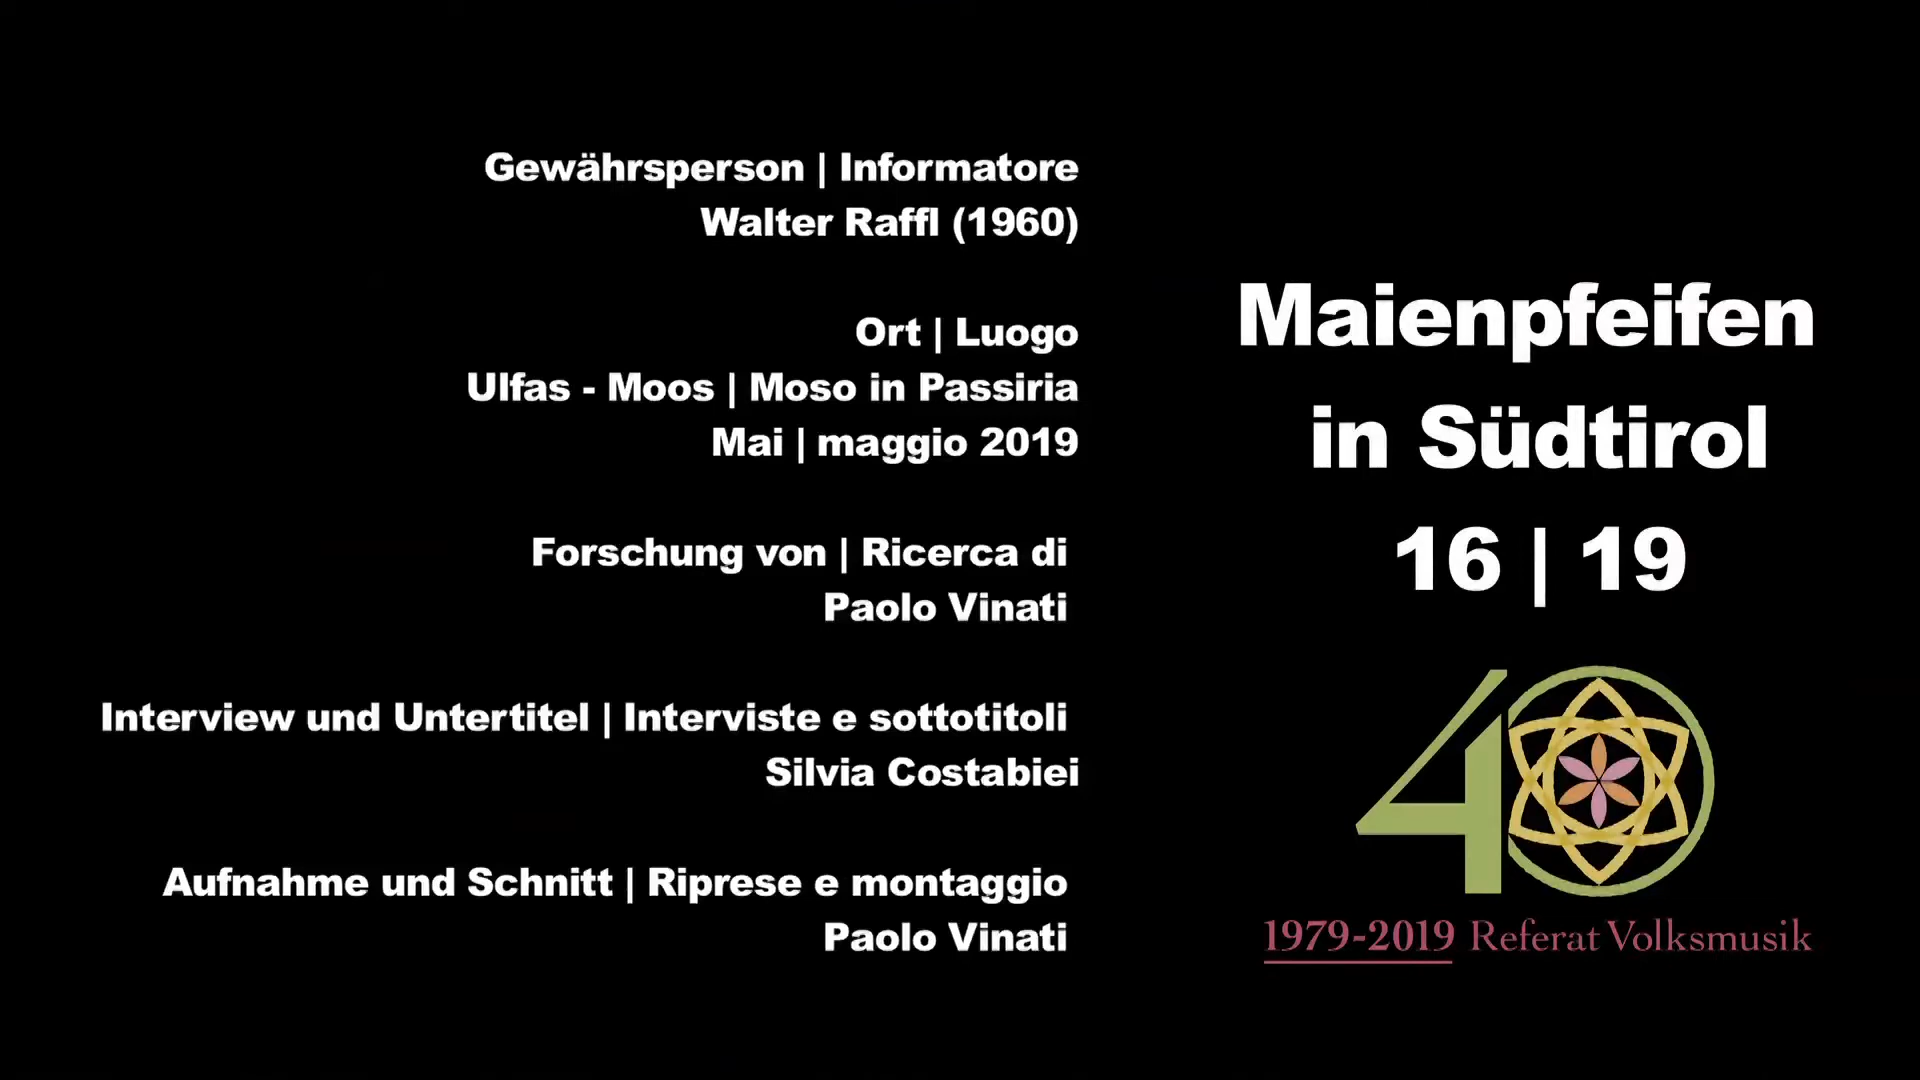 Gewährsperson | Informatore
Walter Raffl (1960)
Ort | Luogo
Ulfas - Moos | Moso in Passiria
Mai | maggio 2019
Forschung von | Ricerca di
Paolo Vinati
Interview und Untertitel | Interviste e sottotitoli
Silvia Costabiei
Aufnahme und Schnitt | Riprese e montaggio
Paolo Vinati
Maienpfeifen
in Südtirol
16 | 19
40
1979-2019 Referat Volksmusik